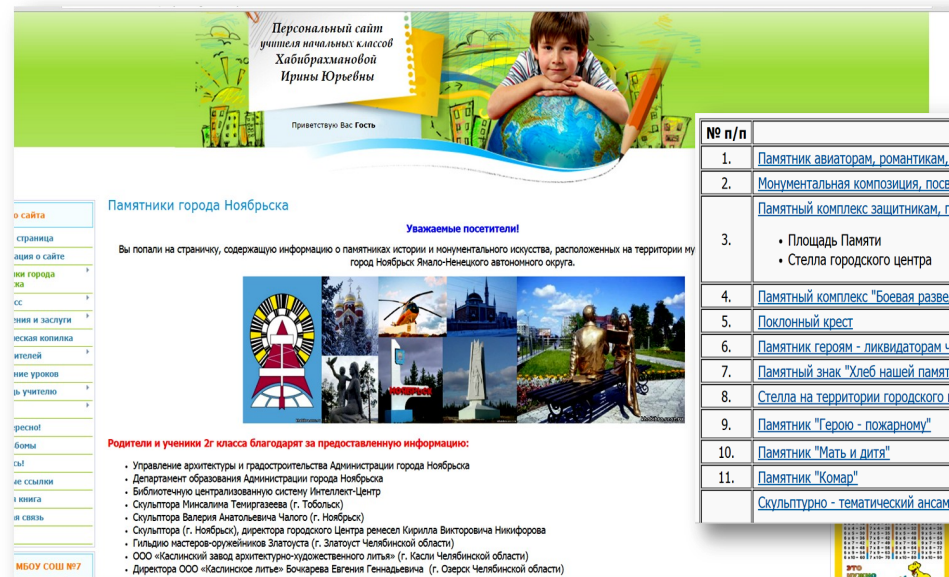 Персональный сайт
учителя начальных классов
Хабибрахмановой
Ирины Юрьевны
Приветствую Вас Гость
о сайта
страница
ация о сайте
ки города
ка
сс
ения и заслуги
ческая копилка
ителей
ние уроков
ь учителю
ресно!
бомы
сь!
ые ссылки
я книга
я связь
МБОУ СОШ №7
Памятники города Ноябрьска
Уважаемые посетители!
Вы попали на страничку, содержащую информацию о памятниках истории и монументального искусства, расположенных на территории му
город Ноябрьск Ямало-Ненецкого автономного округа.
НОЯБРЬСК
Родители и ученики 2г класса благодарят за предоставленную информацию:
• Управление архитектуры и градостроительства Администрации города Ноябрьска
• Департамент образования Администрации города Ноябрьска
• Библиотечную централизованную систему Интеллект-Центр
• Скульптора Минсалима Темиргазеева (г. Тобольск)
• Скульптора Валерия Анатольевича Чалого (г. Ноябрьск)
• Скульптора (г. Ноябрьск), директора городского Центра ремесел Кирилла Викторовича Никифорова
• Гильдию мастеров-оружейников Златоуста (г. Златоуст Челябинской области)
• ООО «Каслинский завод архитектурно-художественного литья» (г. Касли Челябинской области)
• Директора ООО «Каслинское литье» Бочкарева Евгения Геннадьевича (г. Озерск Челябинской области)
№ п/п
1. Памятник авиаторам, романтикам,
2. Монументальная композиция, посв
Памятный комплекс защитникам, п
3.
• Площадь Памяти
• Стелла городского центра
4. Памятный комплекс "Боевая разве
5. Поклонный крест
6. Памятник героям - ликвидаторам ч
7. Памятный знак "Хлеб нашей памят
8. Стелла на территории городского
9. Памятник "Герою - пожарному"
10. Памятник "Мать и дитя"
11. Памятник "Комар"
Скульптурно - тематический ансам
ЭТО